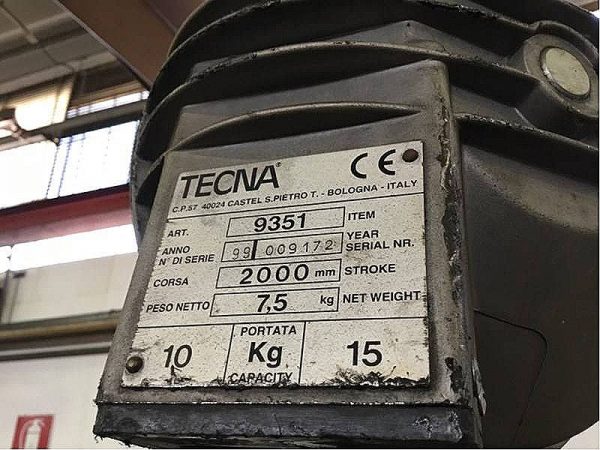 TECNA® CE
C.P.57 40024 CASTEL S.PIETRO T. - BOLOGNA - ITALY
ART. 9351 ITEM
ANNO YEAR
N° DI SERIE 99 009172 SERIAL NR.
CORSA 2000 mm STROKE
PESO NETTO 7,5 kg NET WEIGHT
PORTATA
10 Kg 15
CAPACITY